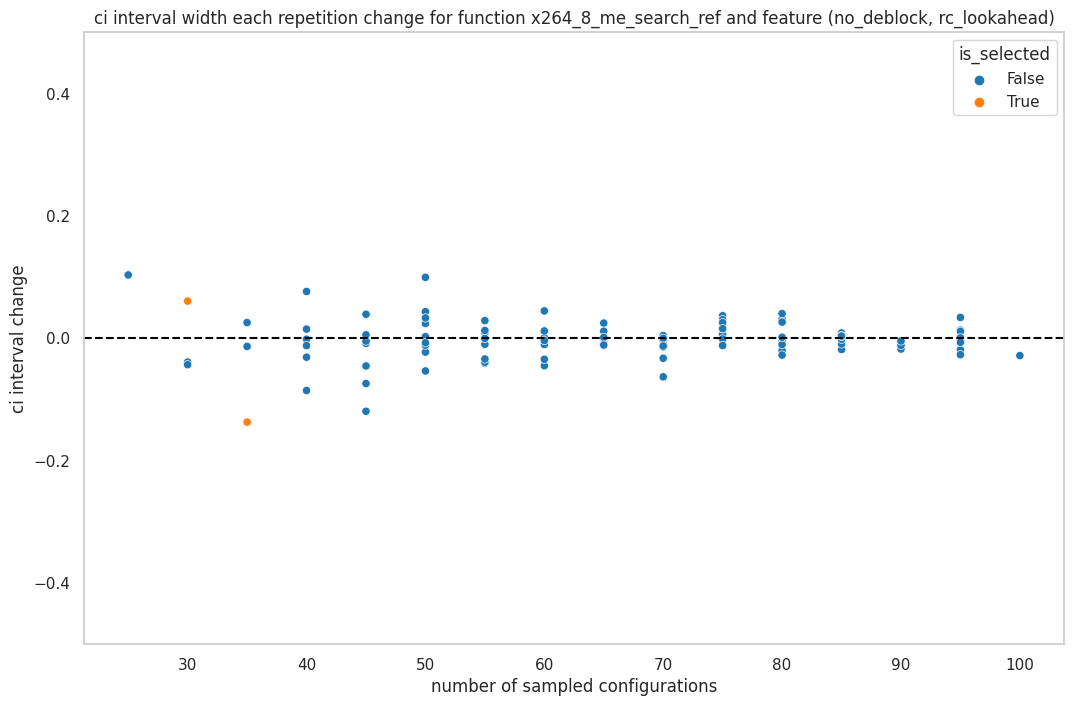 ci interval width each repetition change for function x264_8_me_search_ref and feature (no_deblock, rc_lookahead)
is_selected
False
True
ci interval change
0.4
0.2
0.0
−0.2
−0.4
30 40 50 60 70 80 90 100
number of sampled configurations